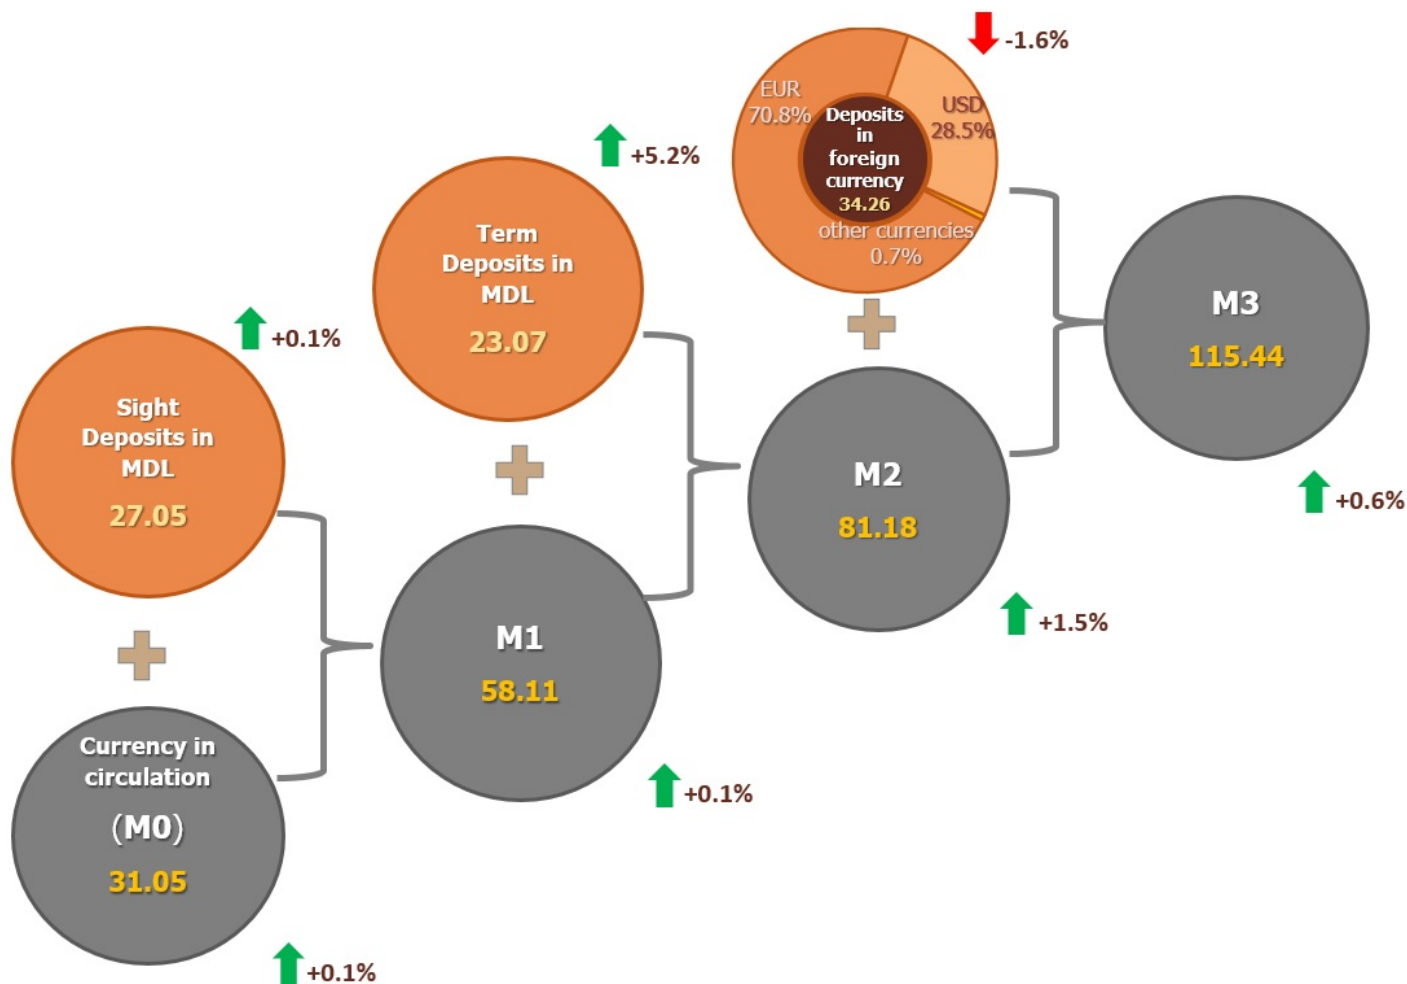 Sight
Deposits in
MDL
27.05
+0.1%
Currency in
circulation
(M0)
31.05
+0.1%
Term
Deposits in
MDL
23.07
+5.2%
M1
58.11
+0.1%
EUR
70.8%
USD
28.5%
Deposits
in
foreign
currency
34.26
other currencies
0.7%
-1.6%
M2
81.18
+1.5%
M3
115.44
+0.6%